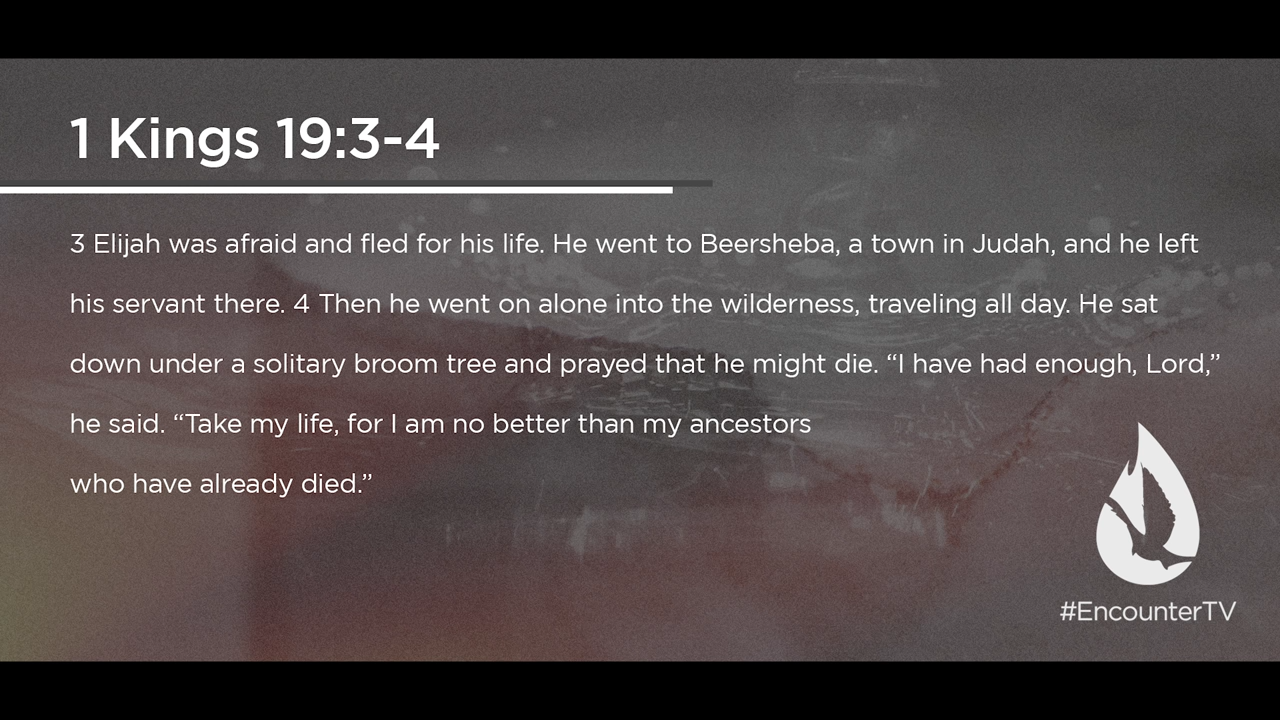 1 Kings 19:3-4
3 Elijah was afraid and fled for his life. He went to Beersheba, a town in Judah, and he left
his servant there. 4 Then he went on alone into the wilderness, traveling all day. He sat
down under a solitary broom tree and prayed that he might die. “I have had enough, Lord,”
he said. “Take my life, for I am no better than my ancestors
who have already died.”
#EncounterTV